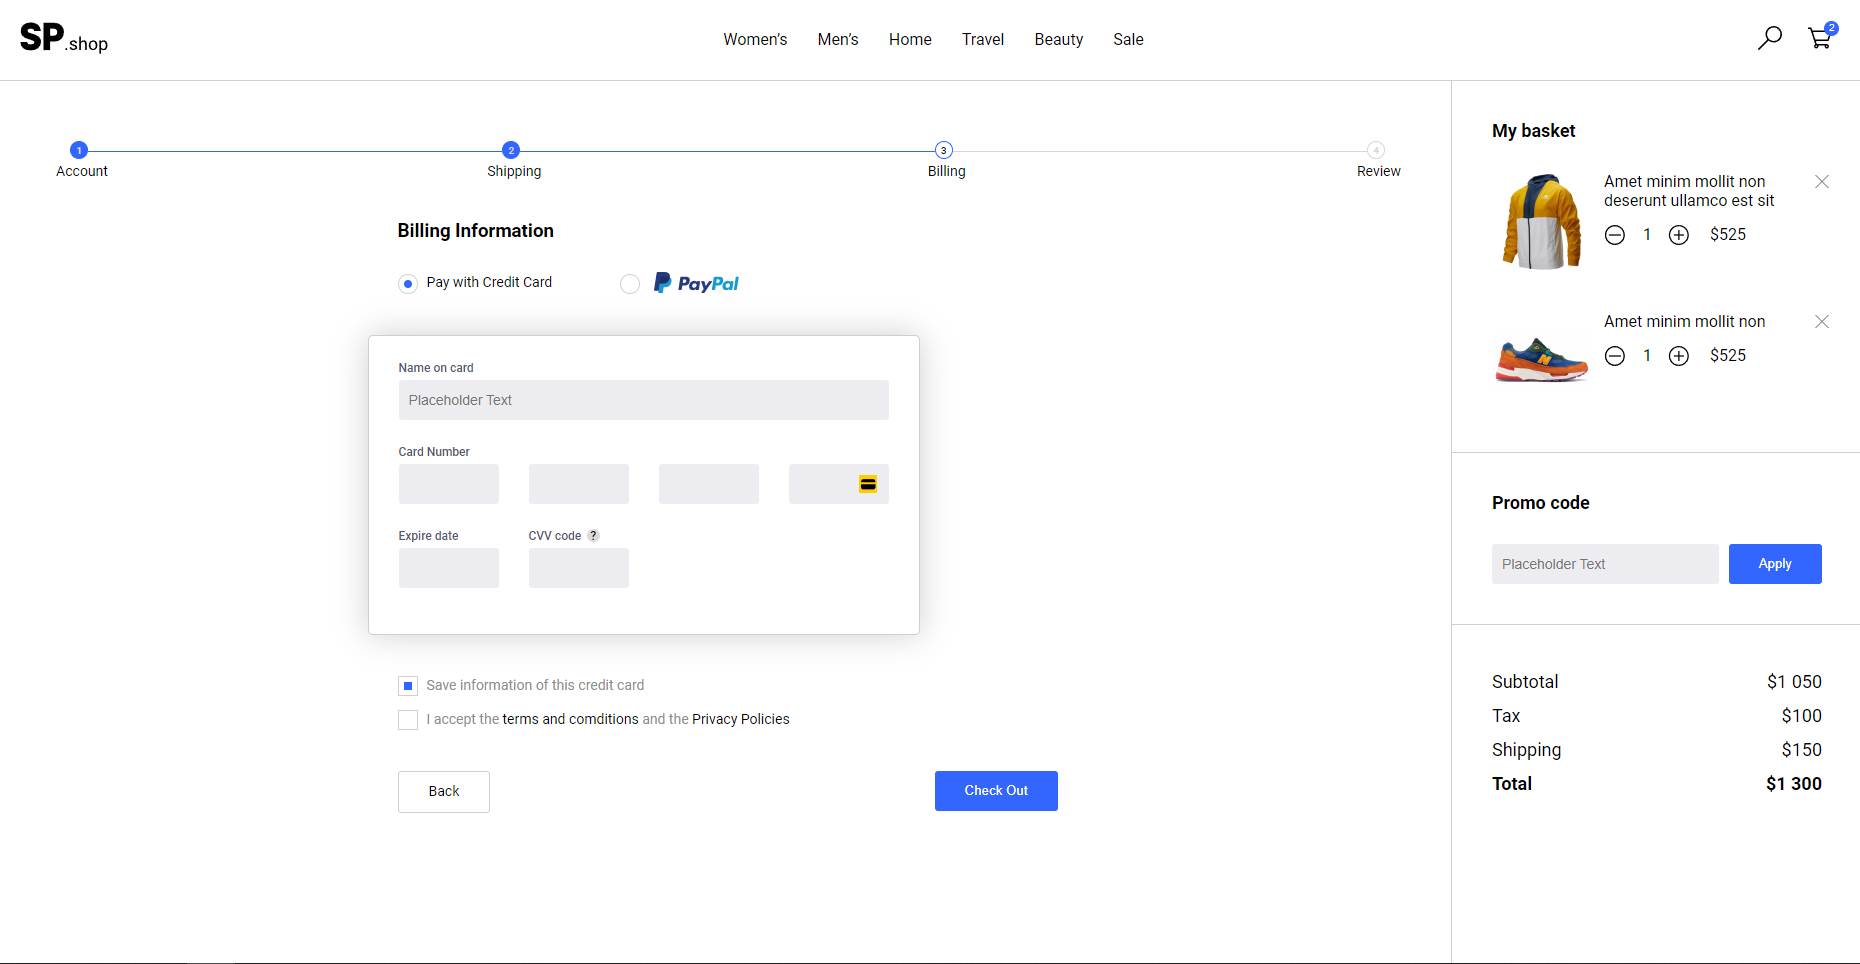 SP.shop
Women's Men's Home Travel Beauty Sale
2
1 2 3 4
Account Shipping Billing Review
Billing Information
Pay with Credit Card PayPal
Name on card
Placeholder Text
Card Number
Expire date CVV code ?
Save information of this credit card
I accept the terms and comditions and the Privacy Policies
Back Check Out
My basket
Amet minim mollit non
deserunt ullamco est sit
1 $525
Amet minim mollit non
1 $525
Promo code
Placeholder Text Apply
Subtotal $1 050
Tax $100
Shipping $150
Total $1 300